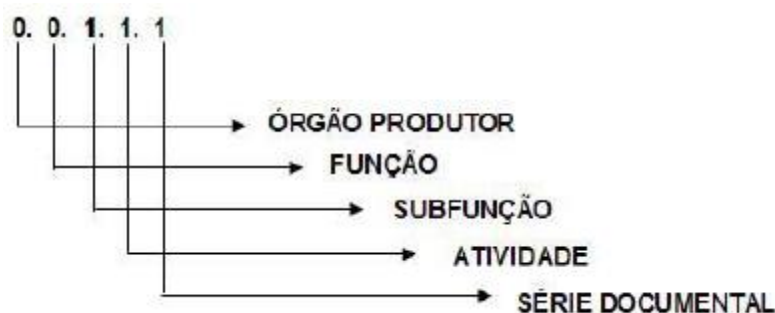 0. 0. 1. 1. 1
ÓRGÃO PRODUTOR
FUNÇÃO
SUBFUNÇÃO
ATIVIDADE
SÉRIE DOCUMENTAL